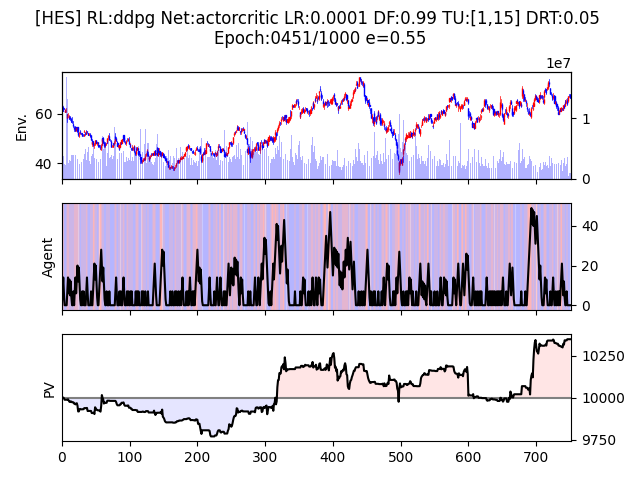 [HES] RL:ddpg Net:actorcritic LR:0.0001 DF:0.99 TU:[1,15] DRT:0.05
Epoch:0451/1000 e=0.55
1e7
Env.
60
40
1
0
Agent
40
20
0
PV
10250
10000
9750
0 100 200 300 400 500 600 700